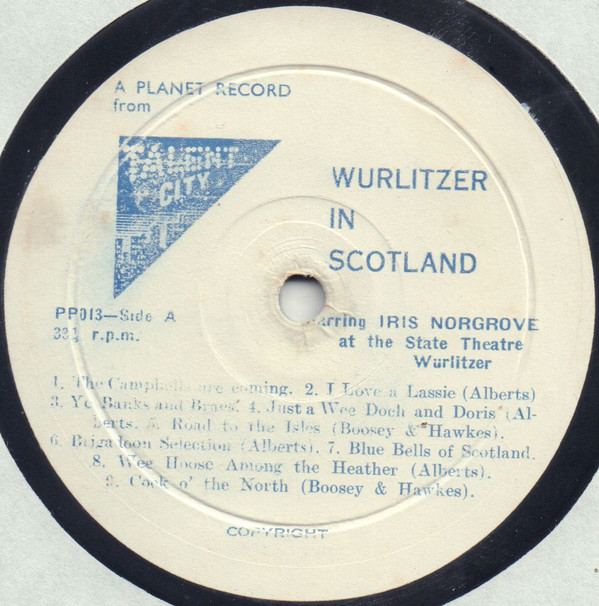 A PLANET RECORD
from
TALENT
CITY
WURLITZER
IN
SCOTLAND
PP013—Side A
33⅓ r.p.m.
Starring IRIS NORGROVE
at the State Theatre
Wurlitzer
1. The Campbells are coming. 2. I Love a Lassie (Alberts)
3. Ye Banks and Braes. 4. Just a Wee Doch and Doris (Al-
berts. 5. Road to the Isles (Boosey & Hawkes).
6. Brigadoon Selection (Alberts). 7. Blue Bells of Scotland.
8. Wee Hoose Among the Heather (Alberts).
9. Cock o' the North (Boosey & Hawkes).
COPYRIGHT